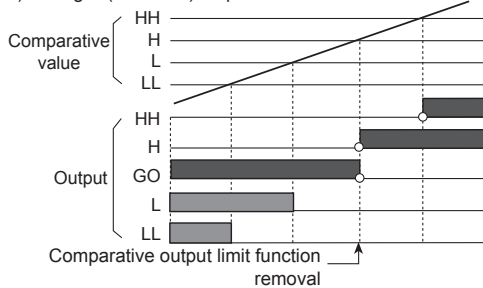 HH
H
L
LL
Comparative
value
HH
H
GO
L
LL
Output
Comparative output limit function
removal